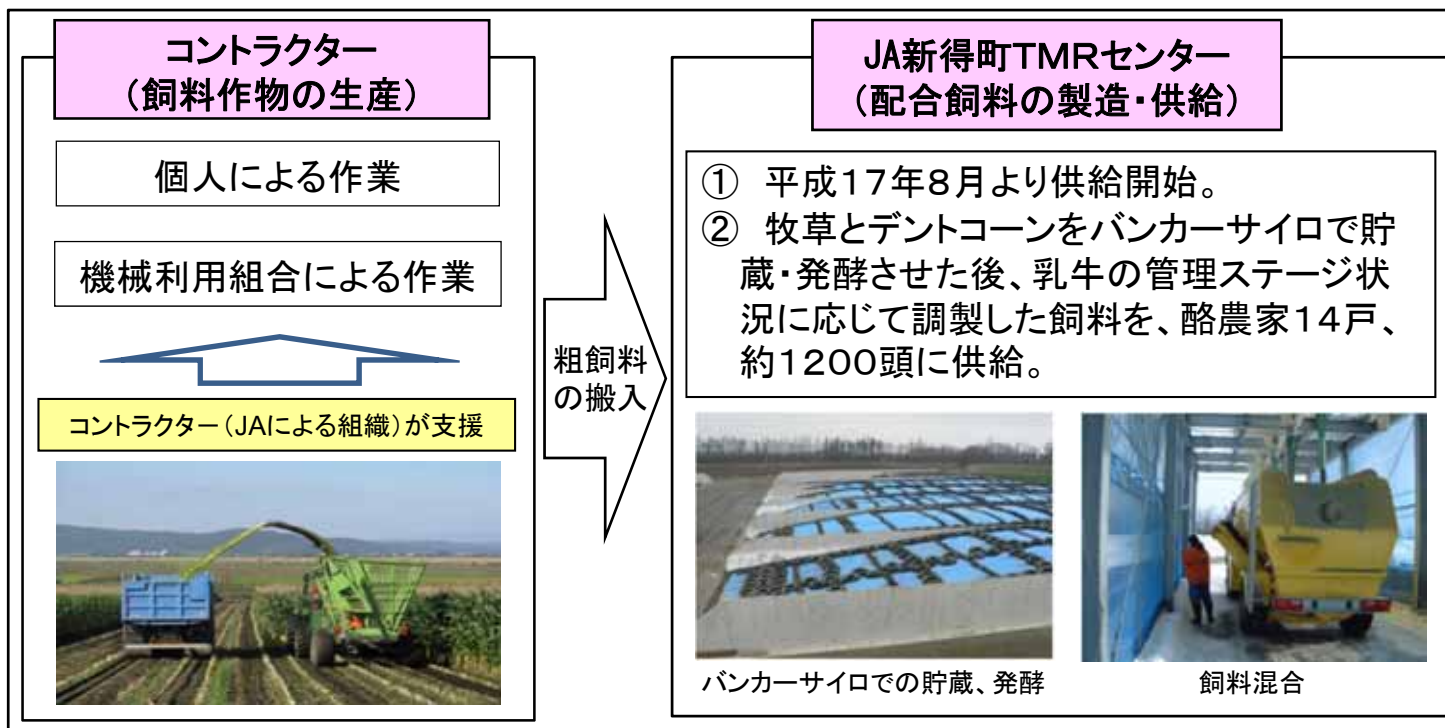 コントラクター
（飼料作物の生産）
個人による作業
機械利用組合による作業
コントラクター（JAによる組織）が支援
粗飼料
の搬入
JA新得町TMRセンター
（配合飼料の製造・供給）
① 平成１７年８月より供給開始。
② 牧草とデントコーンをバンカーサイロで貯
蔵・発酵させた後、乳牛の管理ステージ状
況に応じて調製した飼料を、酪農家１４戸、
約１２００頭に供給。
バンカーサイロでの貯蔵、発酵
飼料混合